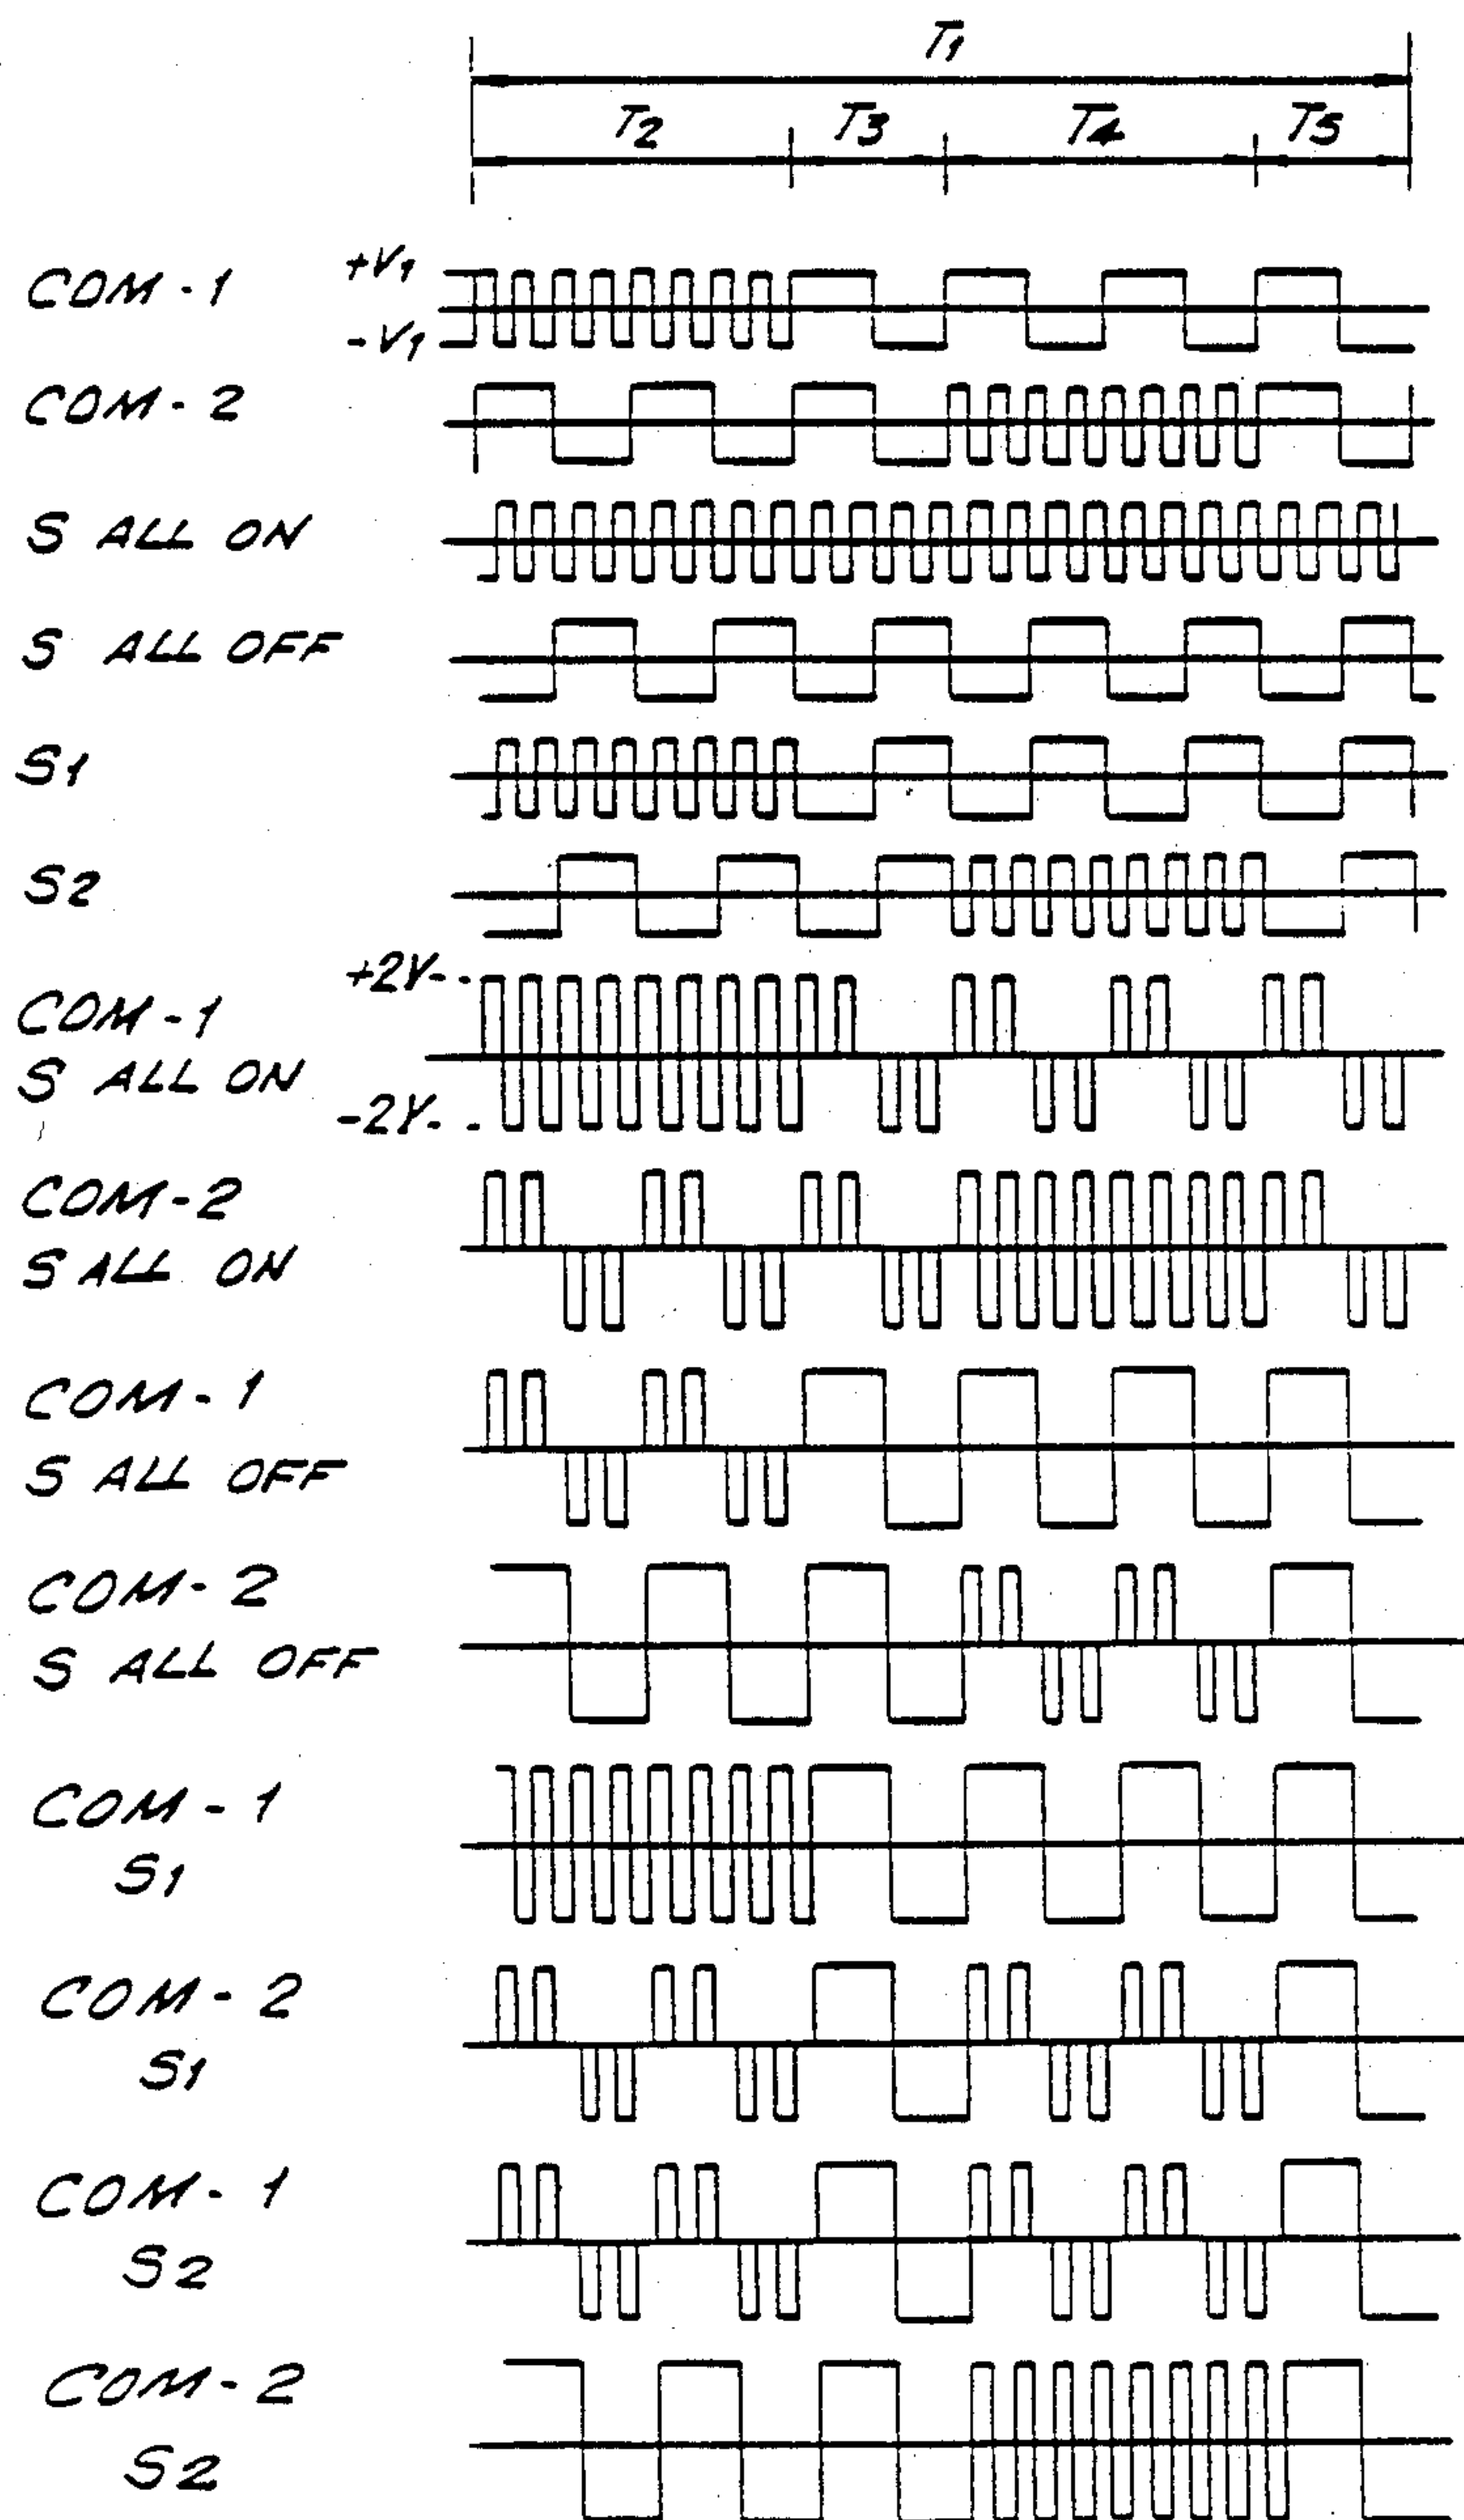 T1
T2 T3 T4 T5
COM-1 +V1
-V1
COM-2
S ALL ON
S ALL OFF
S1
S2
+2V
COM-1
S ALL ON
-2V
COM-2
S ALL ON
COM-1
S ALL OFF
COM-2
S ALL OFF
COM-1
S1
COM-2
S1
COM-1
S2
COM-2
S2